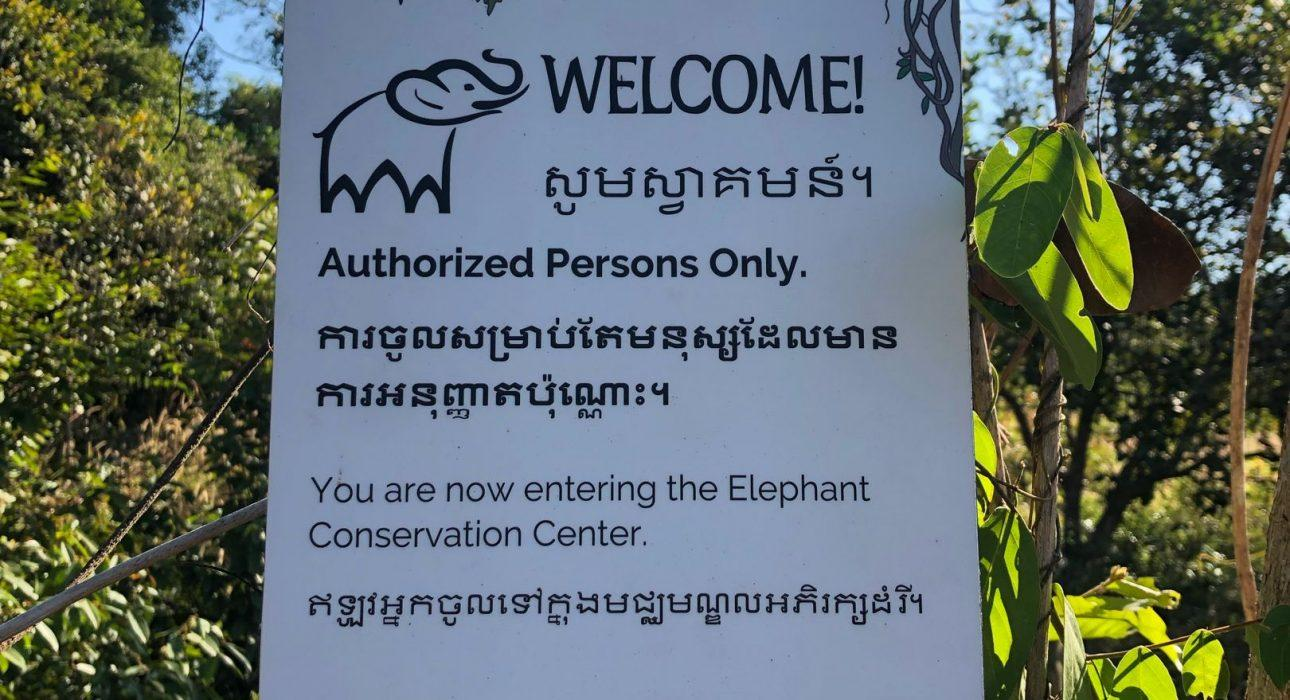 WELCOME!
សូមស្វាគមន៍។
Authorized Persons Only.
ការចូលសម្រាប់តែមនុស្សដែលមាន
ការអនុញ្ញាតប៉ុណ្ណោះ។
You are now entering the Elephant
Conservation Center.
ឥឡូវអ្នកចូលទៅក្នុងមជ្ឈមណ្ឌលអភិរក្សដំរី។